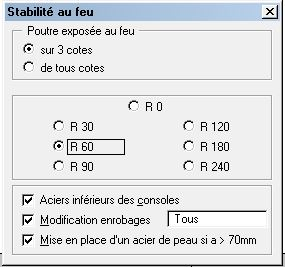 Stabilité au feu
Poutre exposée au feu
sur 3 cotes
de tous cotes
R 0
R 30
R 120
R 60
R 180
R 90
R 240
Aciers inférieurs des consoles
Modification enrobages
Tous
Mise en place d'un acier de peau si a > 70mm